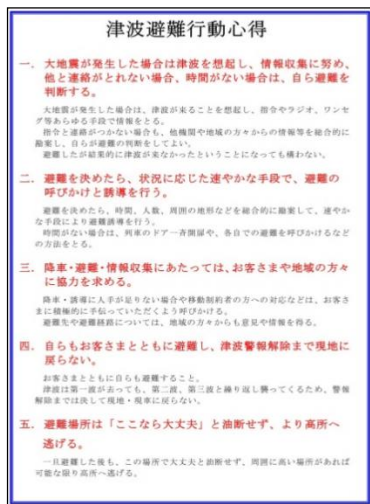 津波避難行動心得
一． 大地震が発生した場合は津波を想起し、情報収集に努め、
他と連絡がとれない場合、時間がない場合は、自ら避難を
判断する。
大地震が発生した場合は、津波が来ることを想起し、指令やラジオ、ワンセ
グ等あらゆる手段で情報をとる。
指令と連絡がつかない場合も、他機関や地域の方々からの情報等を総合的に
勘案し、自らが避難の判断をしてよい。
避難したが結果的に津波が来なかったということになっても構わない。
二． 避難を決めたら、状況に応じた速やかな手段で、避難の
呼びかけと誘導を行う。
避難を決めたら、時間、人数、周囲の地形などを総合的に勘案して、速やか
な手段により避難誘導を行う。
時間がない場合は、列車のドア一斉開扉や、各自での避難を呼びかけるなど
の方法をとる。
三． 降車・避難・情報収集にあたっては、お客さまや地域の方々
に協力を求める。
降車・誘導に人手が足りない場合や移動制約者の方への対応などは、お客さ
まに積極的に手伝っていただくよう呼びかける。
避難先や避難経路については、地域の方々からも意見や情報を得る。
四． 自らもお客さまとともに避難し、津波警報解除まで現地に
戻らない。
お客さまとともに自らも避難すること。
津波は第一波が去っても、第二波、第三波と繰り返し襲ってくるため、警報
解除までは決して現地・現車に戻らない。
五． 避難場所は「ここなら大丈夫」と油断せず、より高所へ
逃げる。
一旦避難した後も、この場所で大丈夫と油断せず、周囲に高い場所があれば
可能な限り高所へ逃げる。